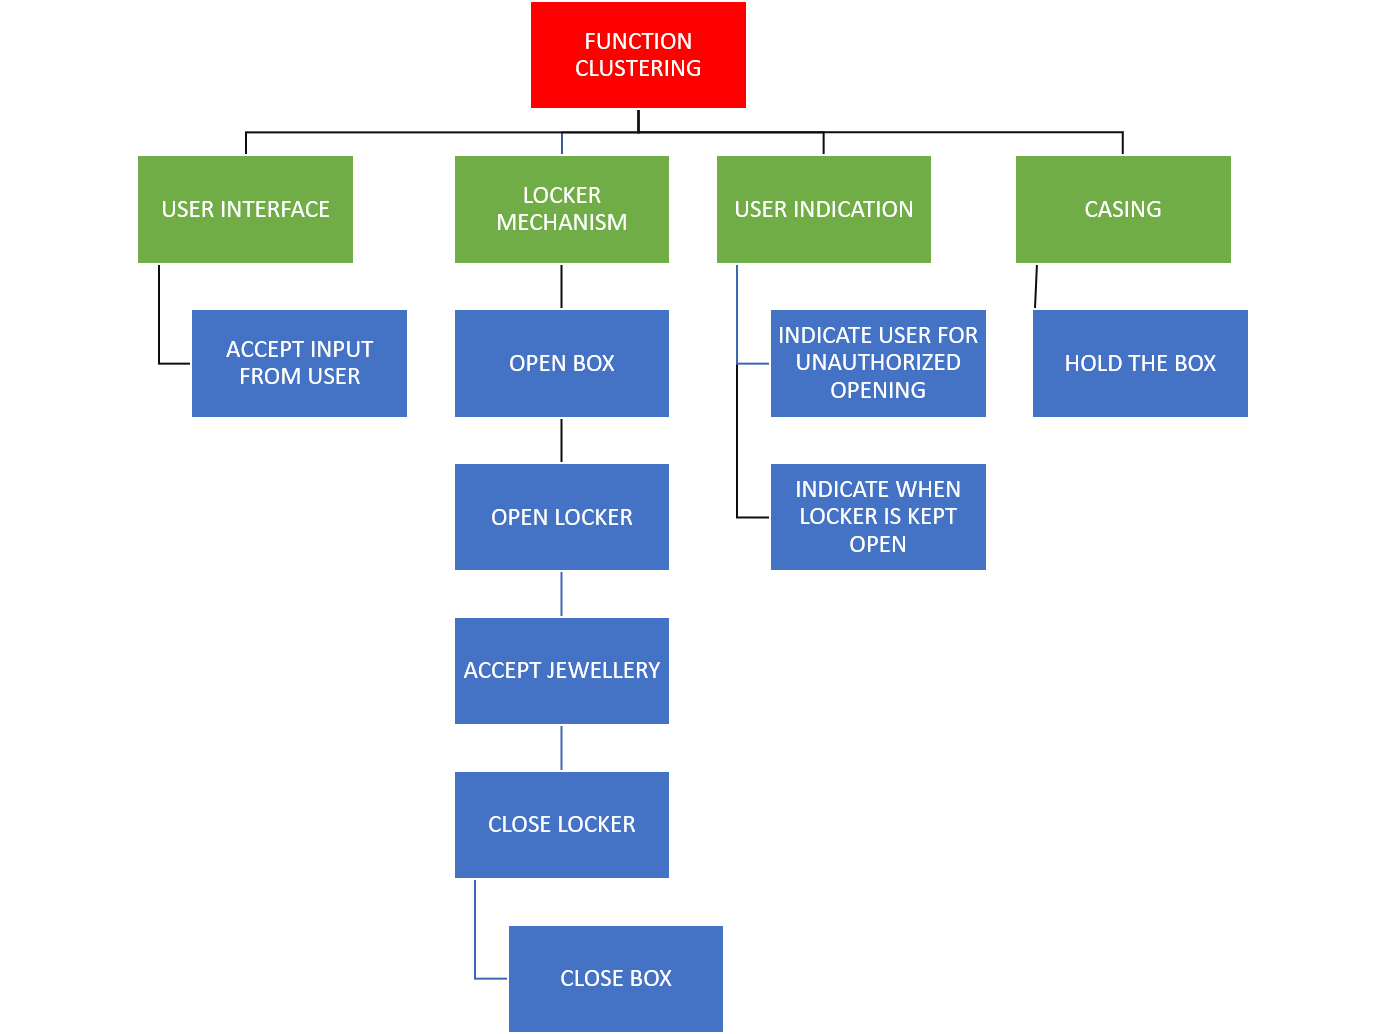 FUNCTION
CLUSTERING
USER INTERFACE
LOCKER
MECHANISM
USER INDICATION
CASING
ACCEPT INPUT
FROM USER
OPEN BOX
INDICATE USER FOR
UNAUTHORIZED
OPENING
HOLD THE BOX
OPEN LOCKER
INDICATE WHEN
LOCKER IS KEPT
OPEN
ACCEPT JEWELLERY
CLOSE LOCKER
CLOSE BOX